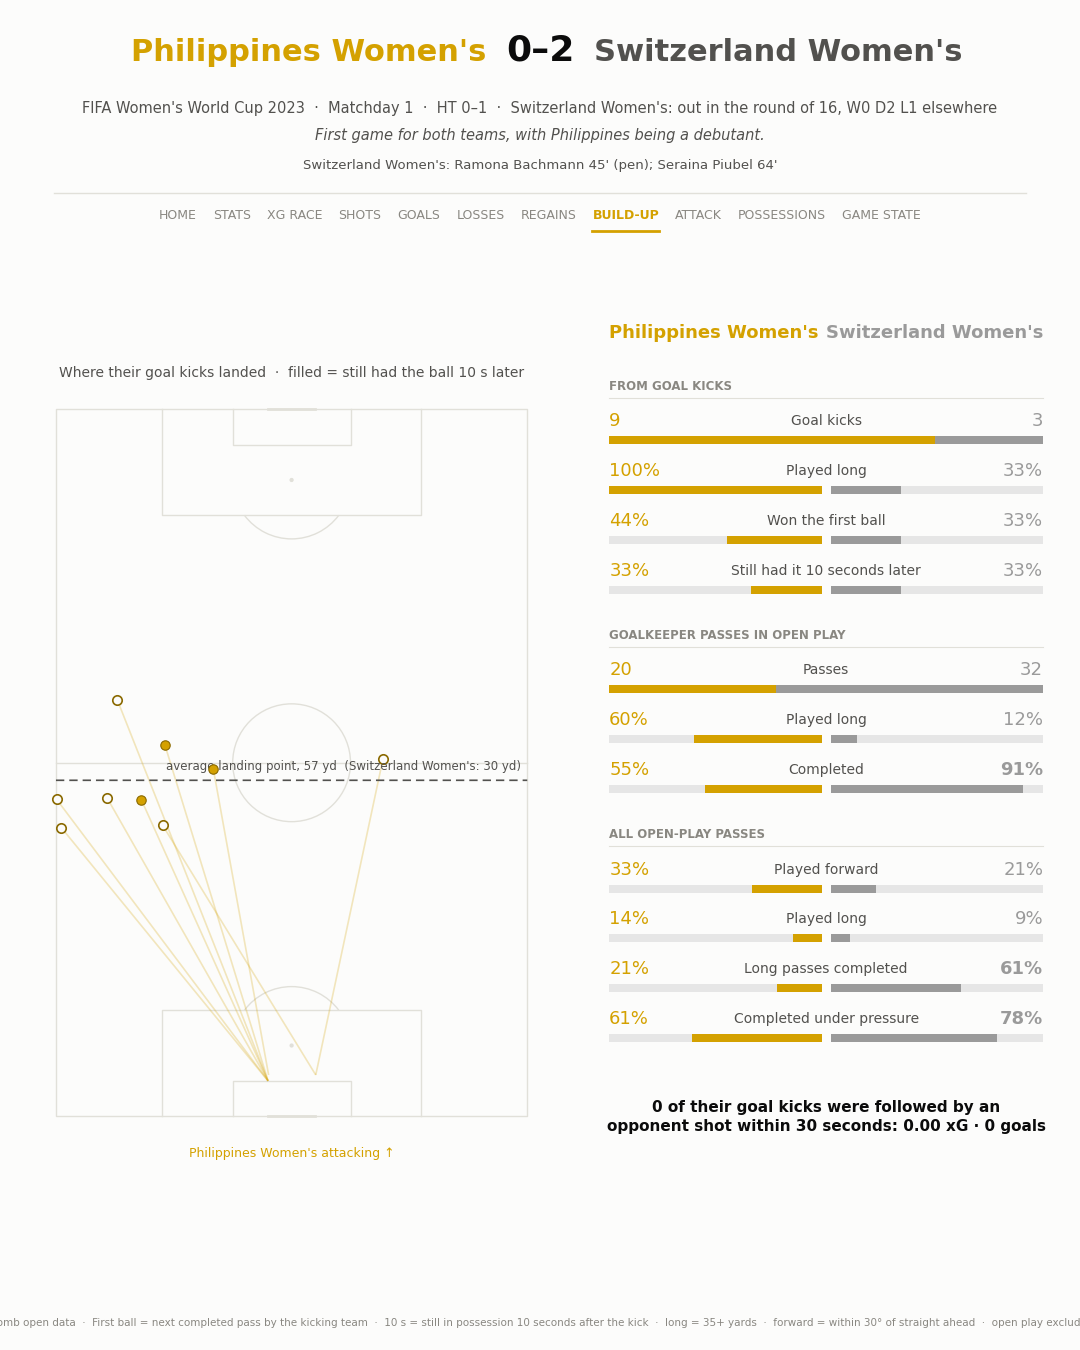 Philippines Women's 0–2 Switzerland Women's
FIFA Women's World Cup 2023 · Matchday 1 · HT 0–1 · Switzerland Women's: out in the round of 16, W0 D2 L1 elsewhere
First game for both teams, with Philippines being a debutant.
Switzerland Women's: Ramona Bachmann 45' (pen); Seraina Piubel 64'
HOME STATS XG RACE SHOTS GOALS LOSSES REGAINS BUILD-UP ATTACK POSSESSIONS GAME STATE
Where their goal kicks landed · filled = still had the ball 10 s later
average landing point, 57 yd (Switzerland Women's: 30 yd)
Philippines Women's attacking ↑
Philippines Women's Switzerland Women's
FROM GOAL KICKS
9 Goal kicks 3
100% Played long 33%
44% Won the first ball 33%
33% Still had it 10 seconds later 33%
GOALKEEPER PASSES IN OPEN PLAY
20 Passes 32
60% Played long 12%
55% Completed 91%
ALL OPEN-PLAY PASSES
33% Played forward 21%
14% Played long 9%
21% Long passes completed 61%
61% Completed under pressure 78%
0 of their goal kicks were followed by an
opponent shot within 30 seconds: 0.00 xG · 0 goals
open data · First ball = next completed pass by the kicking team · 10 s = still in possession 10 seconds after the kick · long = 35+ yards · forward = within 30° of straight ahead · open play